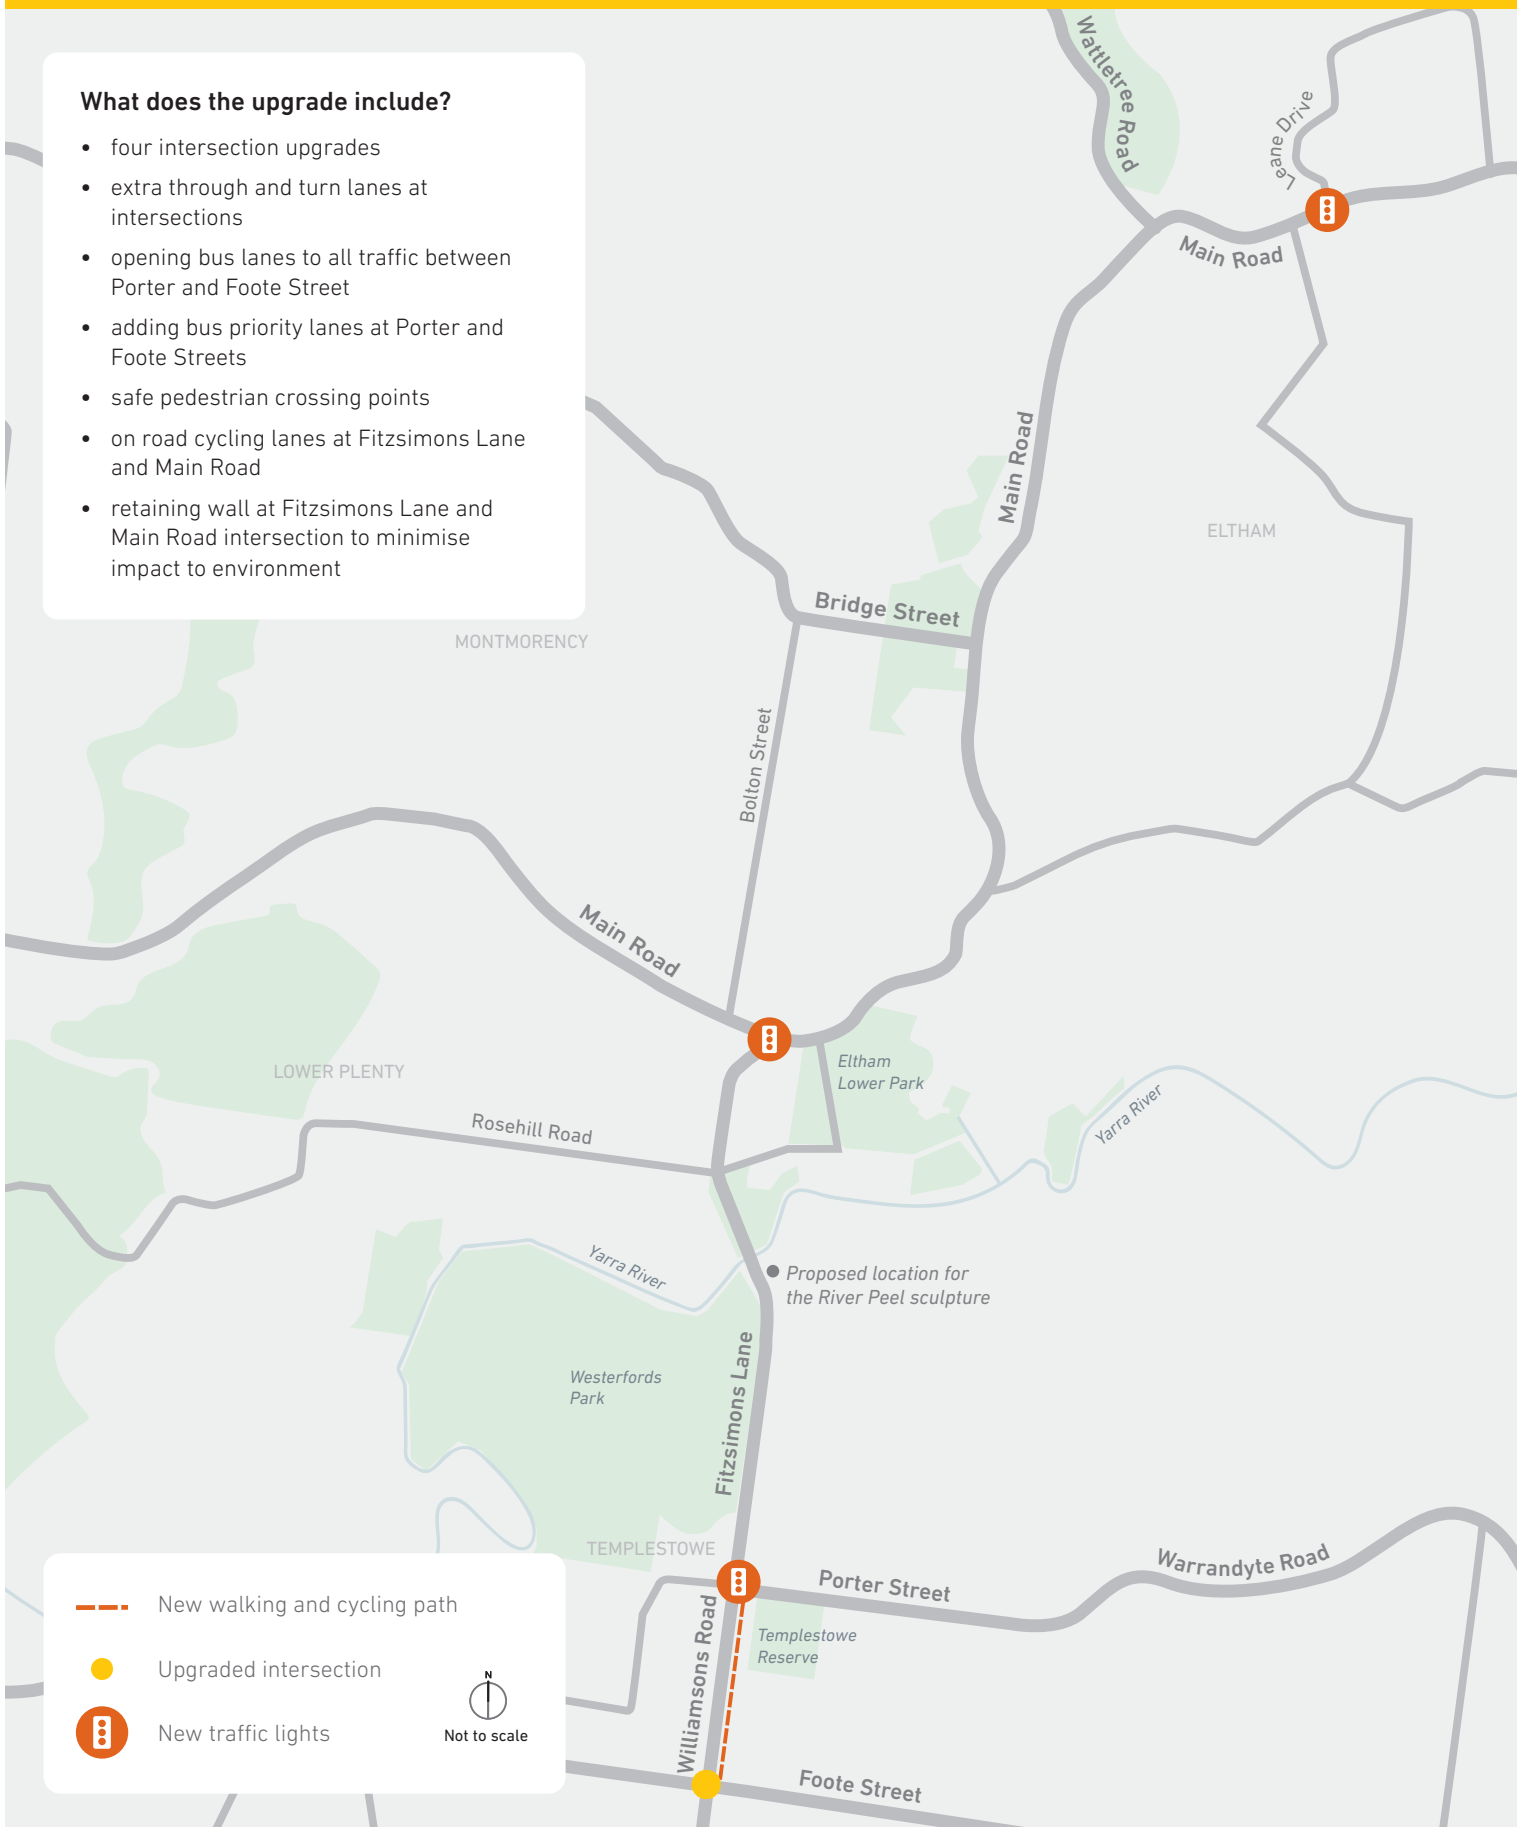 What does the upgrade include?
• four intersection upgrades
• extra through and turn lanes at
intersections
• opening bus lanes to all traffic between
Porter and Foote Street
• adding bus priority lanes at Porter and
Foote Streets
• safe pedestrian crossing points
• on road cycling lanes at Fitzsimons Lane
and Main Road
• retaining wall at Fitzsimons Lane and
Main Road intersection to minimise
impact to environment
Wattletree Road
Leane Drive
Main Road
Main Road
ELTHAM
Bridge Street
MONTMORENCY
Bolton Street
Main Road
Eltham
Lower Park
LOWER PLENTY
Yarra River
Rosehill Road
Yarra River
Proposed location for
the River Peel sculpture
Westerfords
Park
Fitzsimons Lane
TEMPLESTOWE
Porter Street
Warrandyte Road
Templestowe
Reserve
Williamsons Road
Foote Street
New walking and cycling path
Upgraded intersection
New traffic lights
N
Not to scale